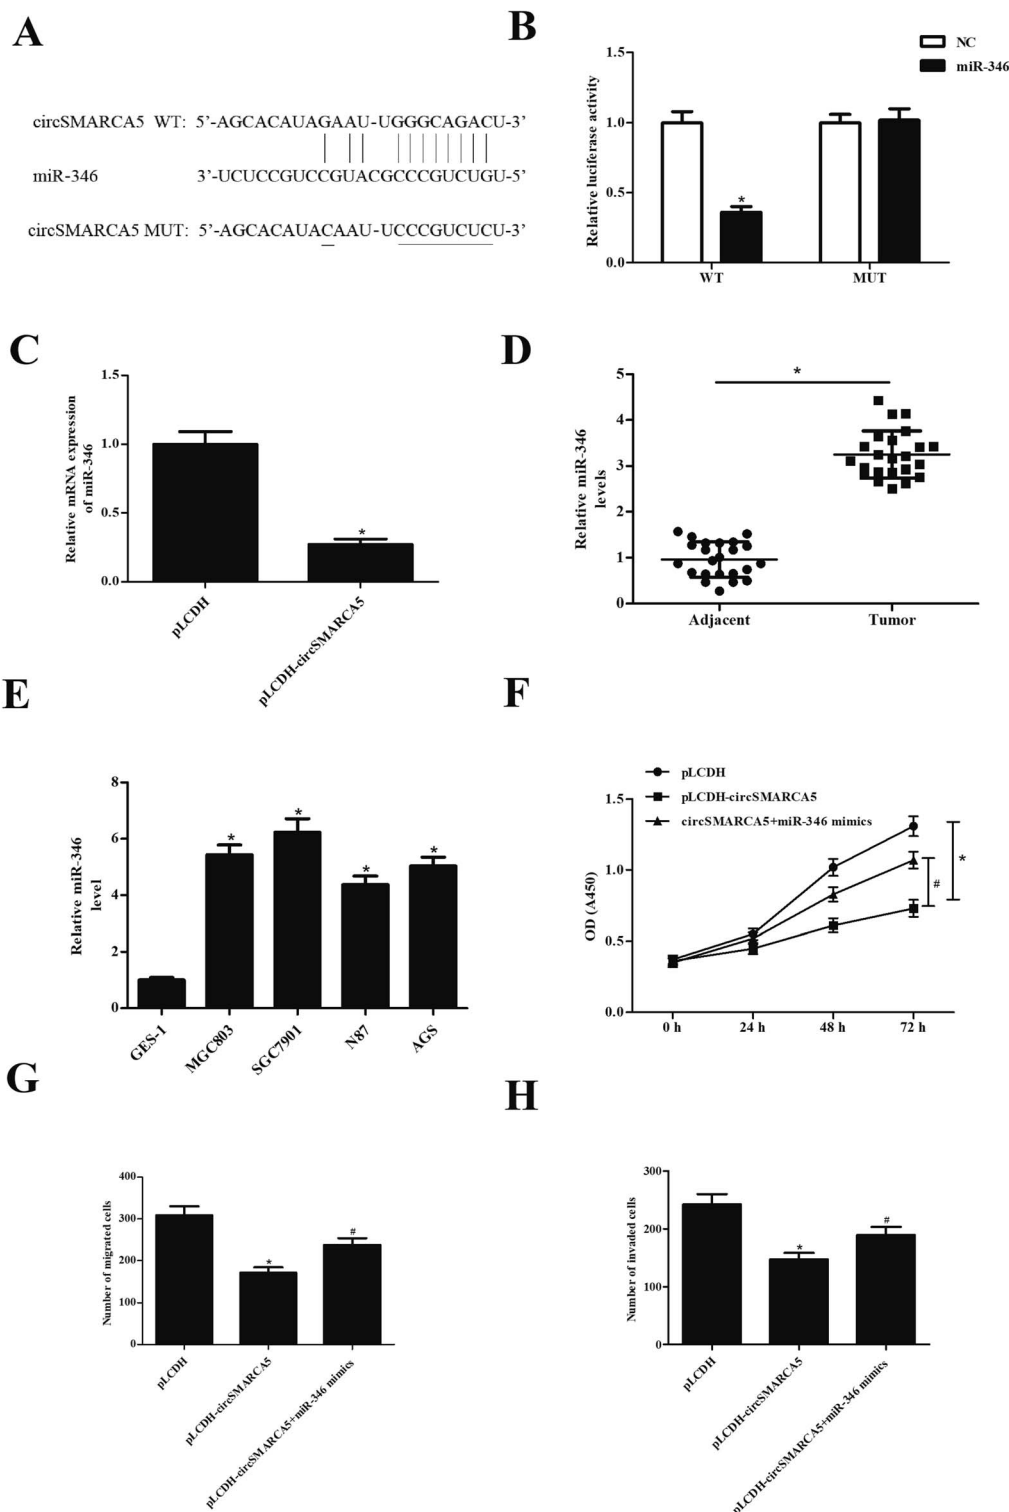 A
circSMARCA5 WT: 5’-AGCACAUAGAAU-UGGGCAGACU-3’
miR-346 3’-UCUCCGUCCGUACGCCCGUCUGU-5’
circSMARCA5 MUT: 5’-AGCACAUACAAU-UCCCGUCUCU-3’
B
NC
miR-346
Relative luciferase activity
1.5
1.0
0.5
0.0
*
WT MUT
C
Relative mRNA expression
of miR-346
1.5
1.0
0.5
0.0
*
pLCDH
pLCDH-circSMARCA5
D
Relative miR-346
levels
5
4
3
2
1
0
*
Adjacent Tumor
E
Relative miR-346
level
8
6
4
2
0
* * * *
GES-1
MGC803
SGC7901
N87
AGS
F
pLCDH
pLCDH-circSMARCA5
circSMARCA5+miR-346 mimics
OD (A450)
1.5
1.0
0.5
0.0
# *
0 h 24 h 48 h 72 h
G
Number of migrated cells
400
300
200
100
0
* #
pLCDH
pLCDH-circSMARCA5
pLCDH-circSMARCA5+miR-346 mimics
H
Number of invaded cells
300
200
100
0
* #
pLCDH
pLCDH-circSMARCA5
pLCDH-circSMARCA5+miR-346 mimics